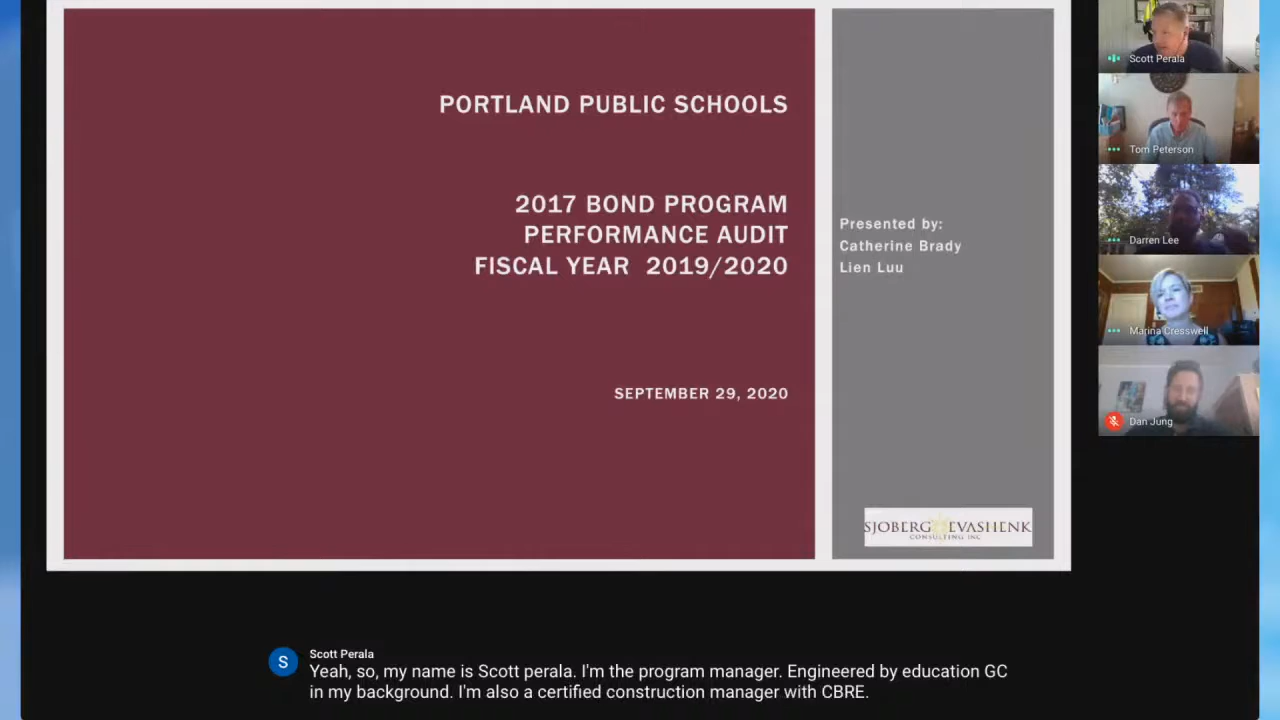 PORTLAND PUBLIC SCHOOLS
2017 BOND PROGRAM
PERFORMANCE AUDIT
FISCAL YEAR 2019/2020
SEPTEMBER 29, 2020
Presented by:
Catherine Brady
Lien Luu
SJOBERG EVASHENK
CONSULTING INC
Scott Perala
Tom Peterson
Darren Lee
Marina Cresswell
Dan Jung
S
Scott Perala
Yeah, so, my name is Scott perala. I'm the program manager. Engineered by education GC
in my background. I'm also a certified construction manager with CBRE.